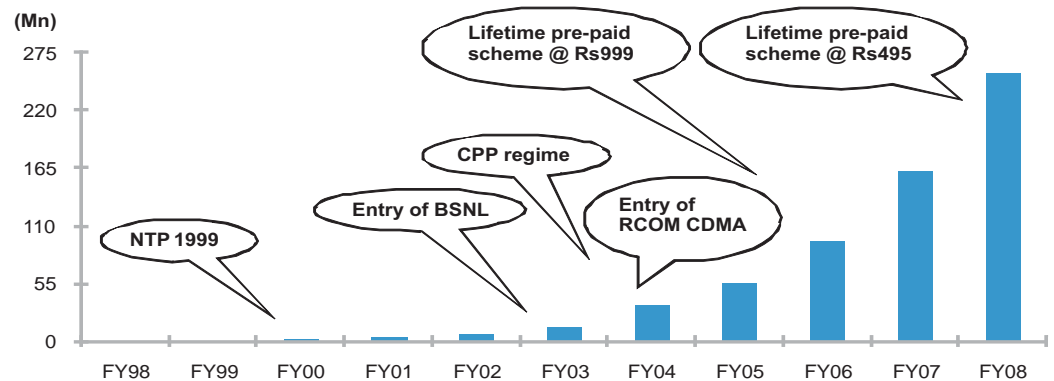 (Mn)
275
220
165
110
55
0
Lifetime pre-paid
scheme @ Rs999
Lifetime pre-paid
scheme @ Rs495
CPP regime
Entry of BSNL
Entry of
RCOM CDMA
NTP 1999
FY98 FY99 FY00 FY01 FY02 FY03 FY04 FY05 FY06 FY07 FY08